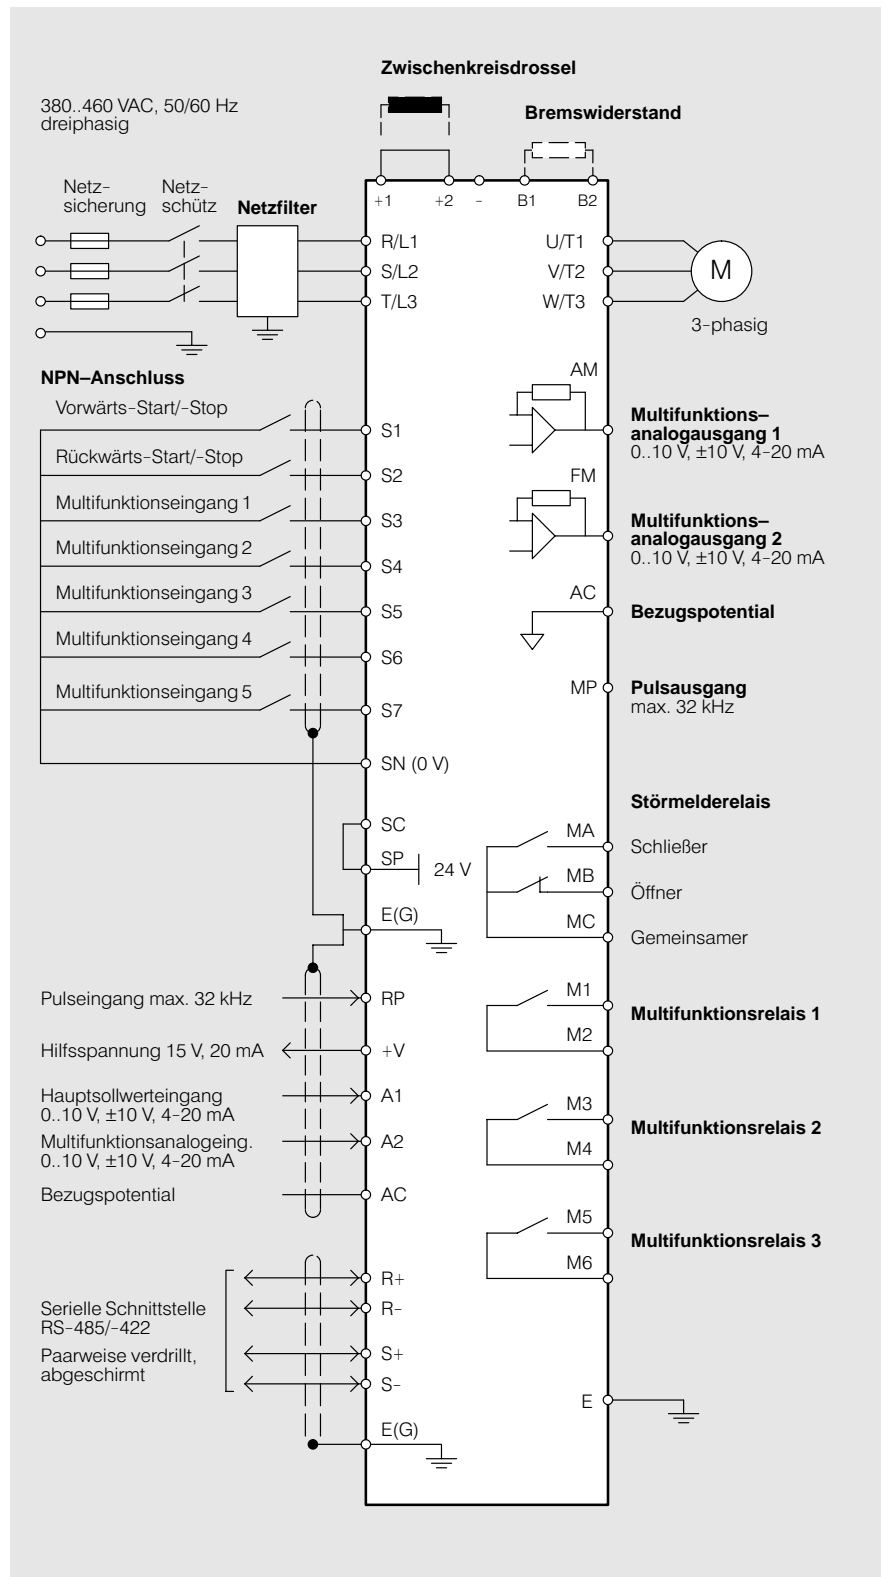 Zwischenkreisdrossel
380..460 VAC, 50/60 Hz
dreiphasig
Bremswiderstand
Netz-
sicherung
Netz-
schütz
Netzfilter
+1
+2
-
B1
B2
R/L1
U/T1
S/L2
V/T2
M
T/L3
W/T3
3-phasig
NPN–Anschluss
AM
Vorwärts-Start/-Stop
S1
Multifunktions–
analogausgang 1
0..10 V, ±10 V, 4-20 mA
Rückwärts-Start/-Stop
S2
FM
Multifunktionseingang 1
S3
Multifunktions–
analogausgang 2
0..10 V, ±10 V, 4-20 mA
Multifunktionseingang 2
S4
Multifunktionseingang 3
S5
AC
Bezugspotential
Multifunktionseingang 4
S6
Multifunktionseingang 5
S7
MP
Pulsausgang
max. 32 kHz
SN (0 V)
Störmelderelais
SC
MA
Schließer
SP
24 V
MB
Öffner
E(G)
MC
Gemeinsamer
Pulseingang max. 32 kHz
RP
M1
Multifunktionsrelais 1
Hilfsspannung 15 V, 20 mA
+V
M2
Hauptsollwerteingang
0..10 V, ±10 V, 4-20 mA
A1
M3
Multifunktionsrelais 2
Multifunktionsanalogeing.
0..10 V, ±10 V, 4-20 mA
A2
M4
Bezugspotential
AC
M5
Multifunktionsrelais 3
M6
R+
Serielle Schnittstelle
RS-485/-422
R-
Paarweise verdrillt,
abgeschirmt
S+
S-
E
E(G)